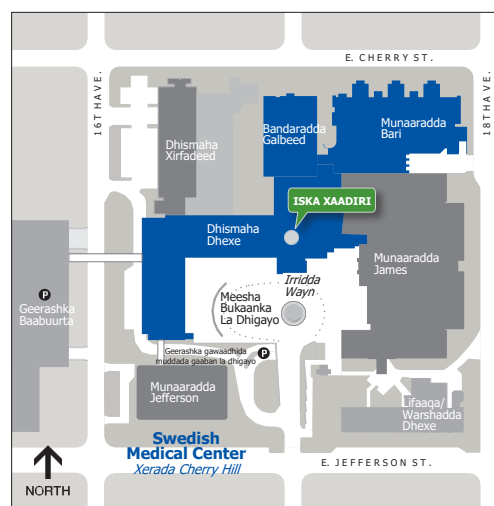 E. CHERRY ST.
16TH AVE.
18TH AVE.
Bandaradda
Galbeed
Munaaradda
Bari
Dhismaha
Xirfadeed
ISKA XAADIRI
Dhismaha
Dhexe
Munaaradda
James
Irridda
Wayn
Meesha
Bukaanka
La Dhigayo
P
Geerashka
Baabuurta
Geerashka gawaadhida
muddada gaaban la dhigayo
P
Munaaradda
Jefferson
Lifaaqa/
Warshadda
Dhexe
Swedish
Medical Center
Xerada Cherry Hill
E. JEFFERSON ST.
NORTH